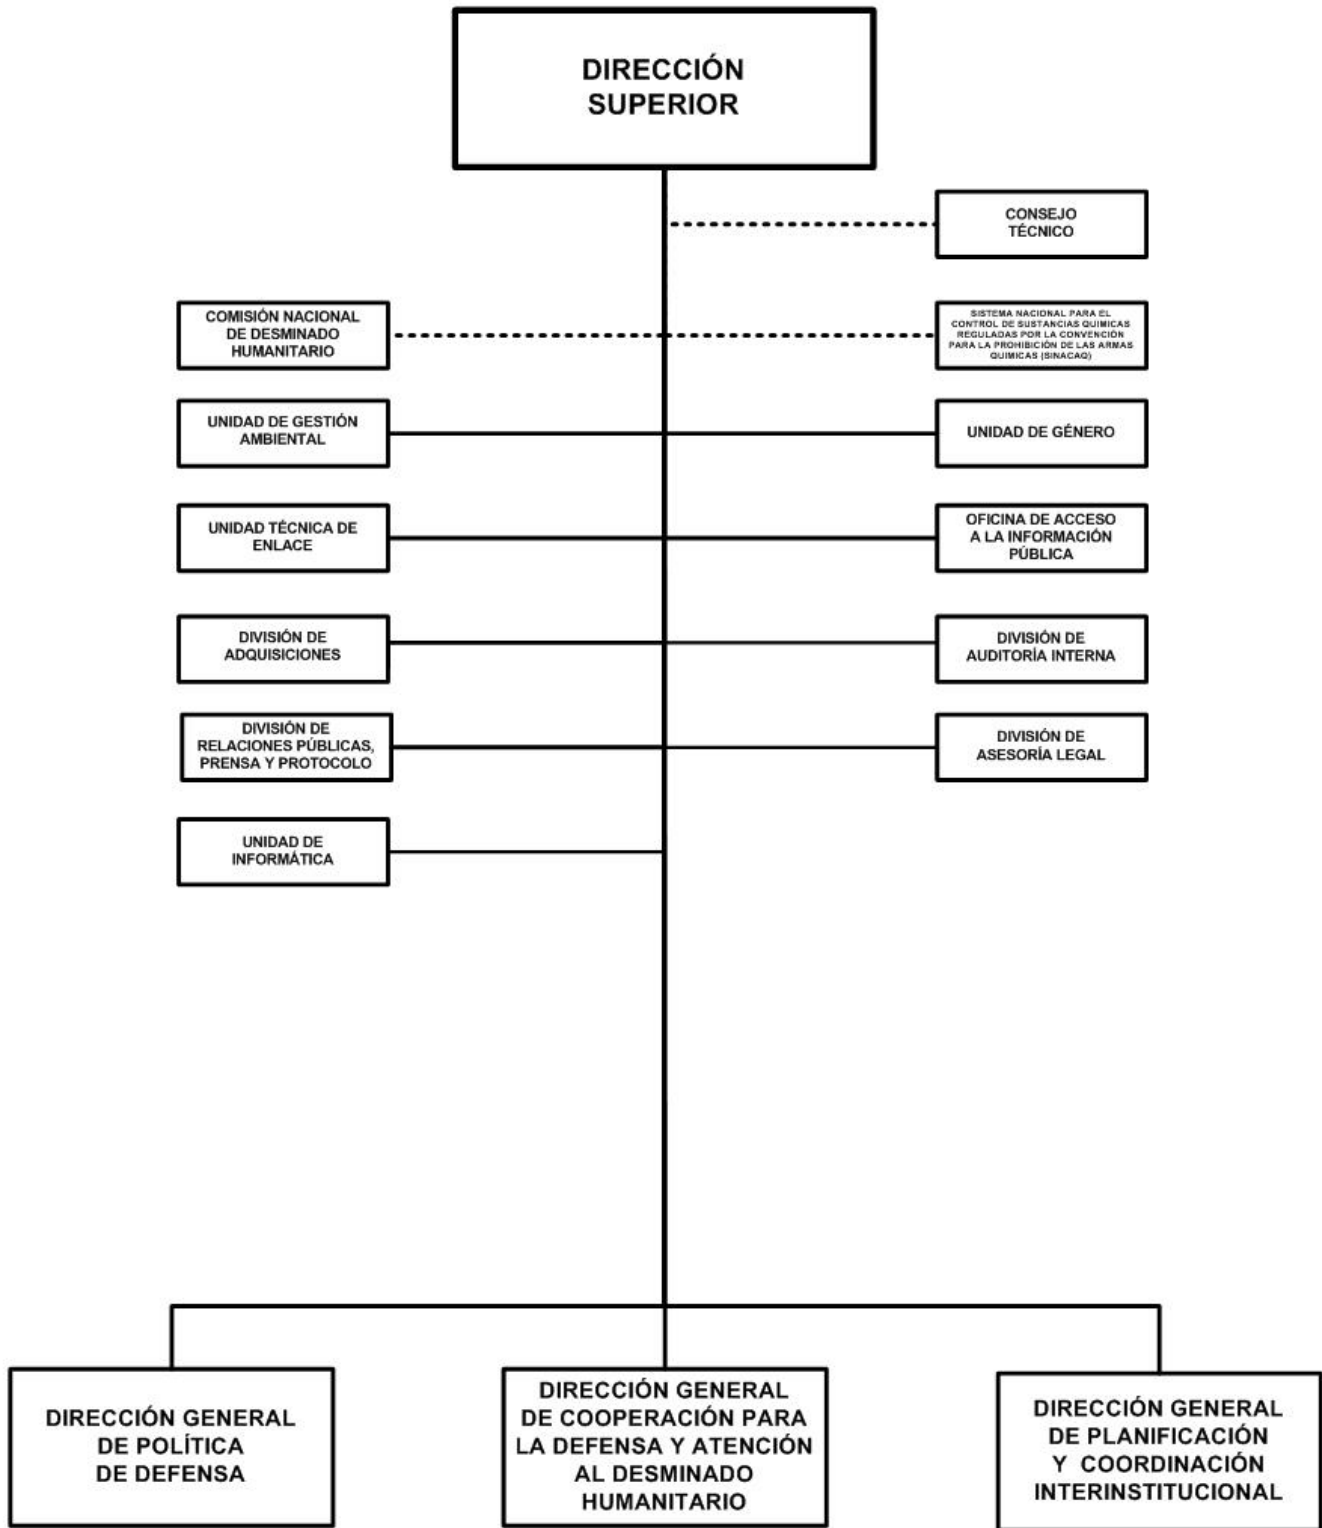 DIRECCIÓN
SUPERIOR
CONSEJO
TÉCNICO
COMISIÓN NACIONAL
DE DESMINADO
HUMANITARIO
SISTEMA NACIONAL PARA EL
CONTROL DE SUSTANCIAS QUIMICAS
REGULADAS POR LA CONVENCIÓN
PARA LA PROHIBICIÓN DE LAS ARMAS
QUIMICAS (SINACAQ)
UNIDAD DE GESTIÓN
AMBIENTAL
UNIDAD DE GÉNERO
UNIDAD TÉCNICA DE
ENLACE
OFICINA DE ACCESO
A LA INFORMACIÓN
PÚBLICA
DIVISIÓN DE
ADQUISICIONES
DIVISIÓN DE
AUDITORÍA INTERNA
DIVISIÓN DE
RELACIONES PÚBLICAS,
PRENSA Y PROTOCOLO
DIVISIÓN DE
ASESORÍA LEGAL
UNIDAD DE
INFORMÁTICA
DIRECCIÓN GENERAL
DE POLÍTICA
DE DEFENSA
DIRECCIÓN GENERAL
DE COOPERACIÓN PARA
LA DEFENSA Y ATENCIÓN
AL DESMINADO
HUMANITARIO
DIRECCIÓN GENERAL
DE PLANIFICACIÓN
Y COORDINACIÓN
INTERINSTITUCIONAL